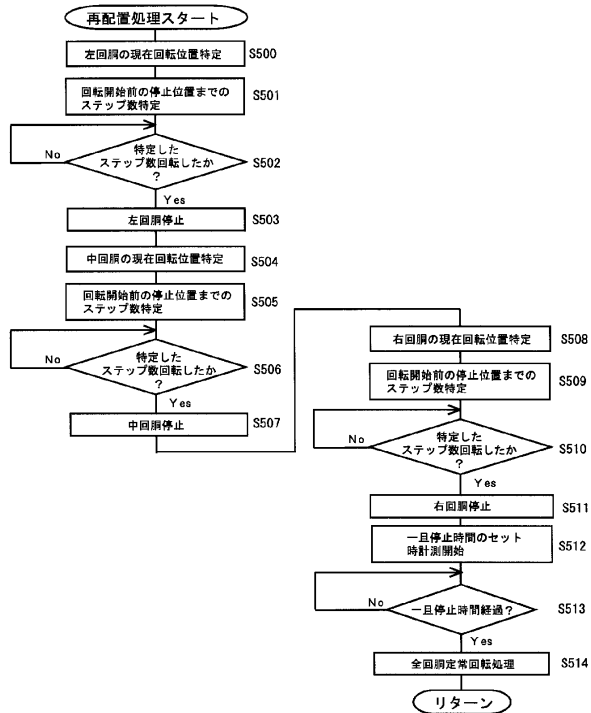 再配置処理スタート
左回胴の現在回転位置特定
S500
回転開始前の停止位置までの
ステップ数特定
S501
特定した
ステップ数回転したか
?
S502
No
Yes
左回胴停止
S503
中回胴の現在回転位置特定
S504
回転開始前の停止位置までの
ステップ数特定
S505
特定した
ステップ数回転したか
?
S506
No
Yes
中回胴停止
S507
右回胴の現在回転位置特定
S508
回転開始前の停止位置までの
ステップ数特定
S509
特定した
ステップ数回転したか
?
S510
No
Yes
右回胴停止
S511
一旦停止時間のセット
時計測開始
S512
一旦停止時間経過?
S513
No
Yes
全回胴定常回転処理
S514
リターン